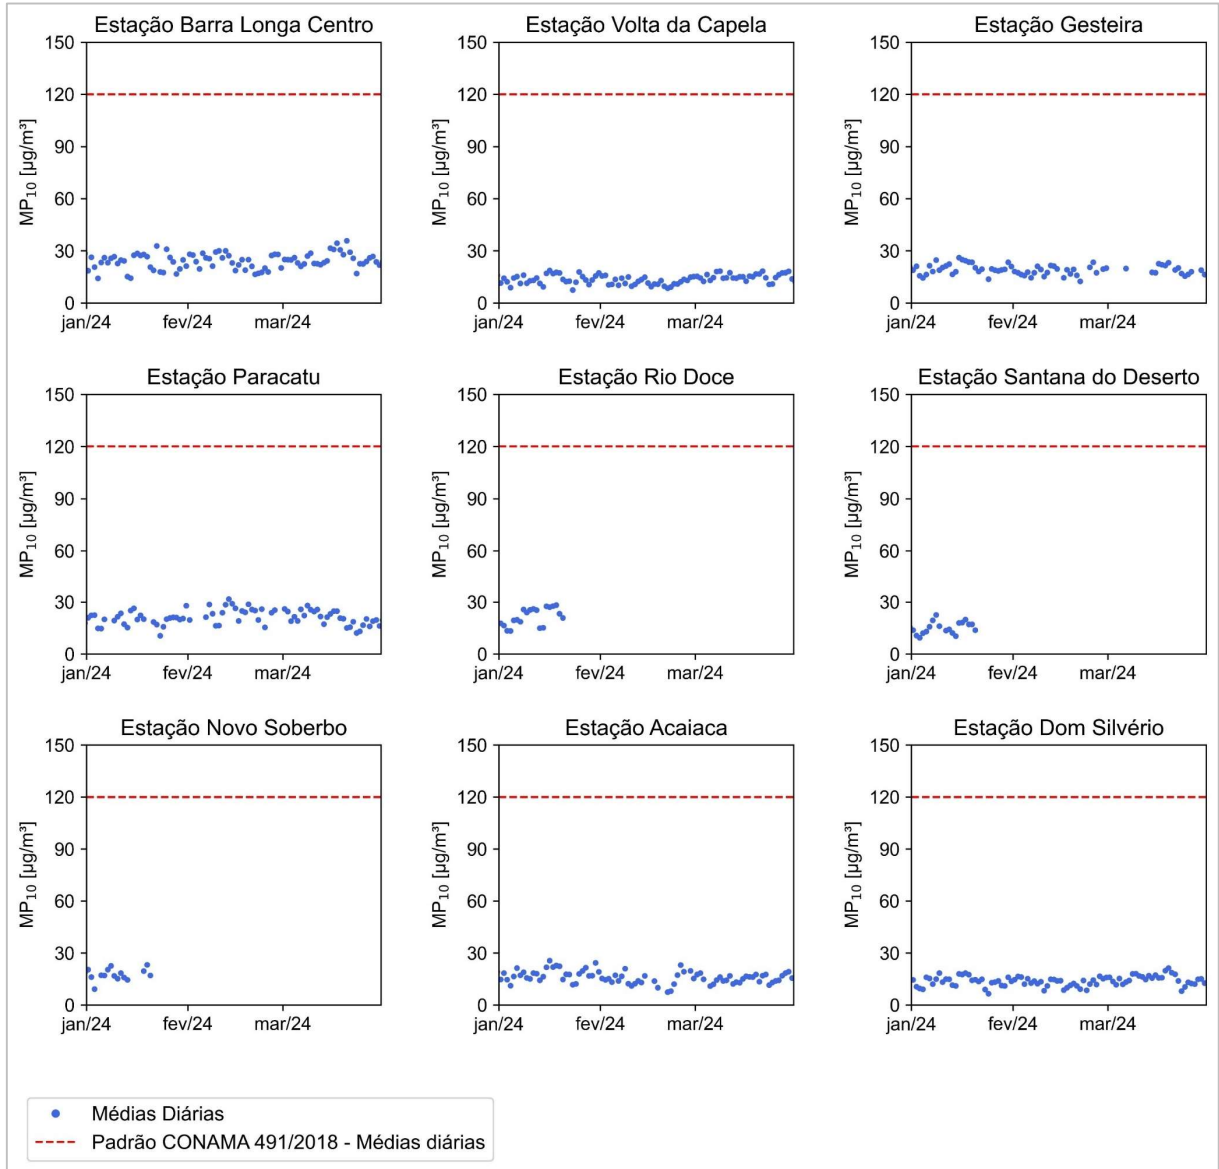 Estação Barra Longa Centro
150
120
90
60
30
0
MP₁₀ [µg/m³]
jan/24 fev/24 mar/24
Estação Volta da Capela
150
120
90
60
30
0
MP₁₀ [µg/m³]
jan/24 fev/24 mar/24
Estação Gesteira
150
120
90
60
30
0
MP₁₀ [µg/m³]
jan/24 fev/24 mar/24
Estação Paracatu
150
120
90
60
30
0
MP₁₀ [µg/m³]
jan/24 fev/24 mar/24
Estação Rio Doce
150
120
90
60
30
0
MP₁₀ [µg/m³]
jan/24 fev/24 mar/24
Estação Santana do Deserto
150
120
90
60
30
0
MP₁₀ [µg/m³]
jan/24 fev/24 mar/24
Estação Novo Soberbo
150
120
90
60
30
0
MP₁₀ [µg/m³]
jan/24 fev/24 mar/24
Estação Acaiaca
150
120
90
60
30
0
MP₁₀ [µg/m³]
jan/24 fev/24 mar/24
Estação Dom Silvério
150
120
90
60
30
0
MP₁₀ [µg/m³]
jan/24 fev/24 mar/24
Médias Diárias
Padrão CONAMA 491/2018 - Médias diárias